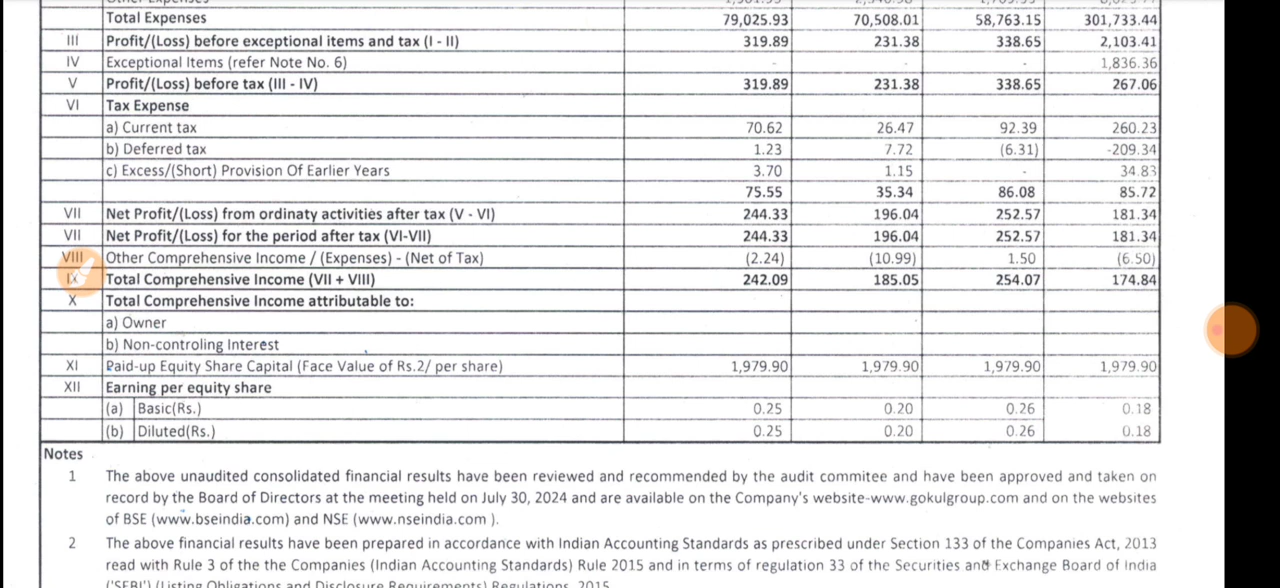 Total Expenses 79,025.93 70,508.01 58,763.15 301,733.44
III Profit/(Loss) before exceptional items and tax (I - II) 319.89 231.38 338.65 2,103.41
IV Exceptional Items (refer Note No. 6) - - - 1,836.36
V Profit/(Loss) before tax (III - IV) 319.89 231.38 338.65 267.06
VI Tax Expense
a) Current tax 70.62 26.47 92.39 260.23
b) Deferred tax 1.23 7.72 (6.31) -209.34
c) Excess/(Short) Provision Of Earlier Years 3.70 1.15 - 34.83
75.55 35.34 86.08 85.72
VII Net Profit/(Loss) from ordinaty activities after tax (V - VI) 244.33 196.04 252.57 181.34
VII Net Profit/(Loss) for the period after tax (VI-VII) 244.33 196.04 252.57 181.34
VIII Other Comprehensive Income / (Expenses) - (Net of Tax) (2.24) (10.99) 1.50 (6.50)
IX Total Comprehensive Income (VII + VIII) 242.09 185.05 254.07 174.84
X Total Comprehensive Income attributable to:
a) Owner
b) Non-controling Interest
XI Paid-up Equity Share Capital (Face Value of Rs.2/ per share) 1,979.90 1,979.90 1,979.90 1,979.90
XII Earning per equity share
(a) Basic(Rs.) 0.25 0.20 0.26 0.18
(b) Diluted(Rs.) 0.25 0.20 0.26 0.18
Notes
1 The above unaudited consolidated financial results have been reviewed and recommended by the audit commitee and have been approved and taken on
record by the Board of Directors at the meeting held on July 30, 2024 and are available on the Company's website-www.gokulgroup.com and on the websites
of BSE (www.bseindia.com) and NSE (www.nseindia.com ).
2 The above financial results have been prepared in accordance with Indian Accounting Standards as prescribed under Section 133 of the Companies Act, 2013
read with Rule 3 of the the Companies (Indian Accounting Standards) Rule 2015 and in terms of regulation 33 of the Securities and Exchange Board of India
('SEBI') (Listing Obligations and Disclosure Requirements) Regulations, 2015